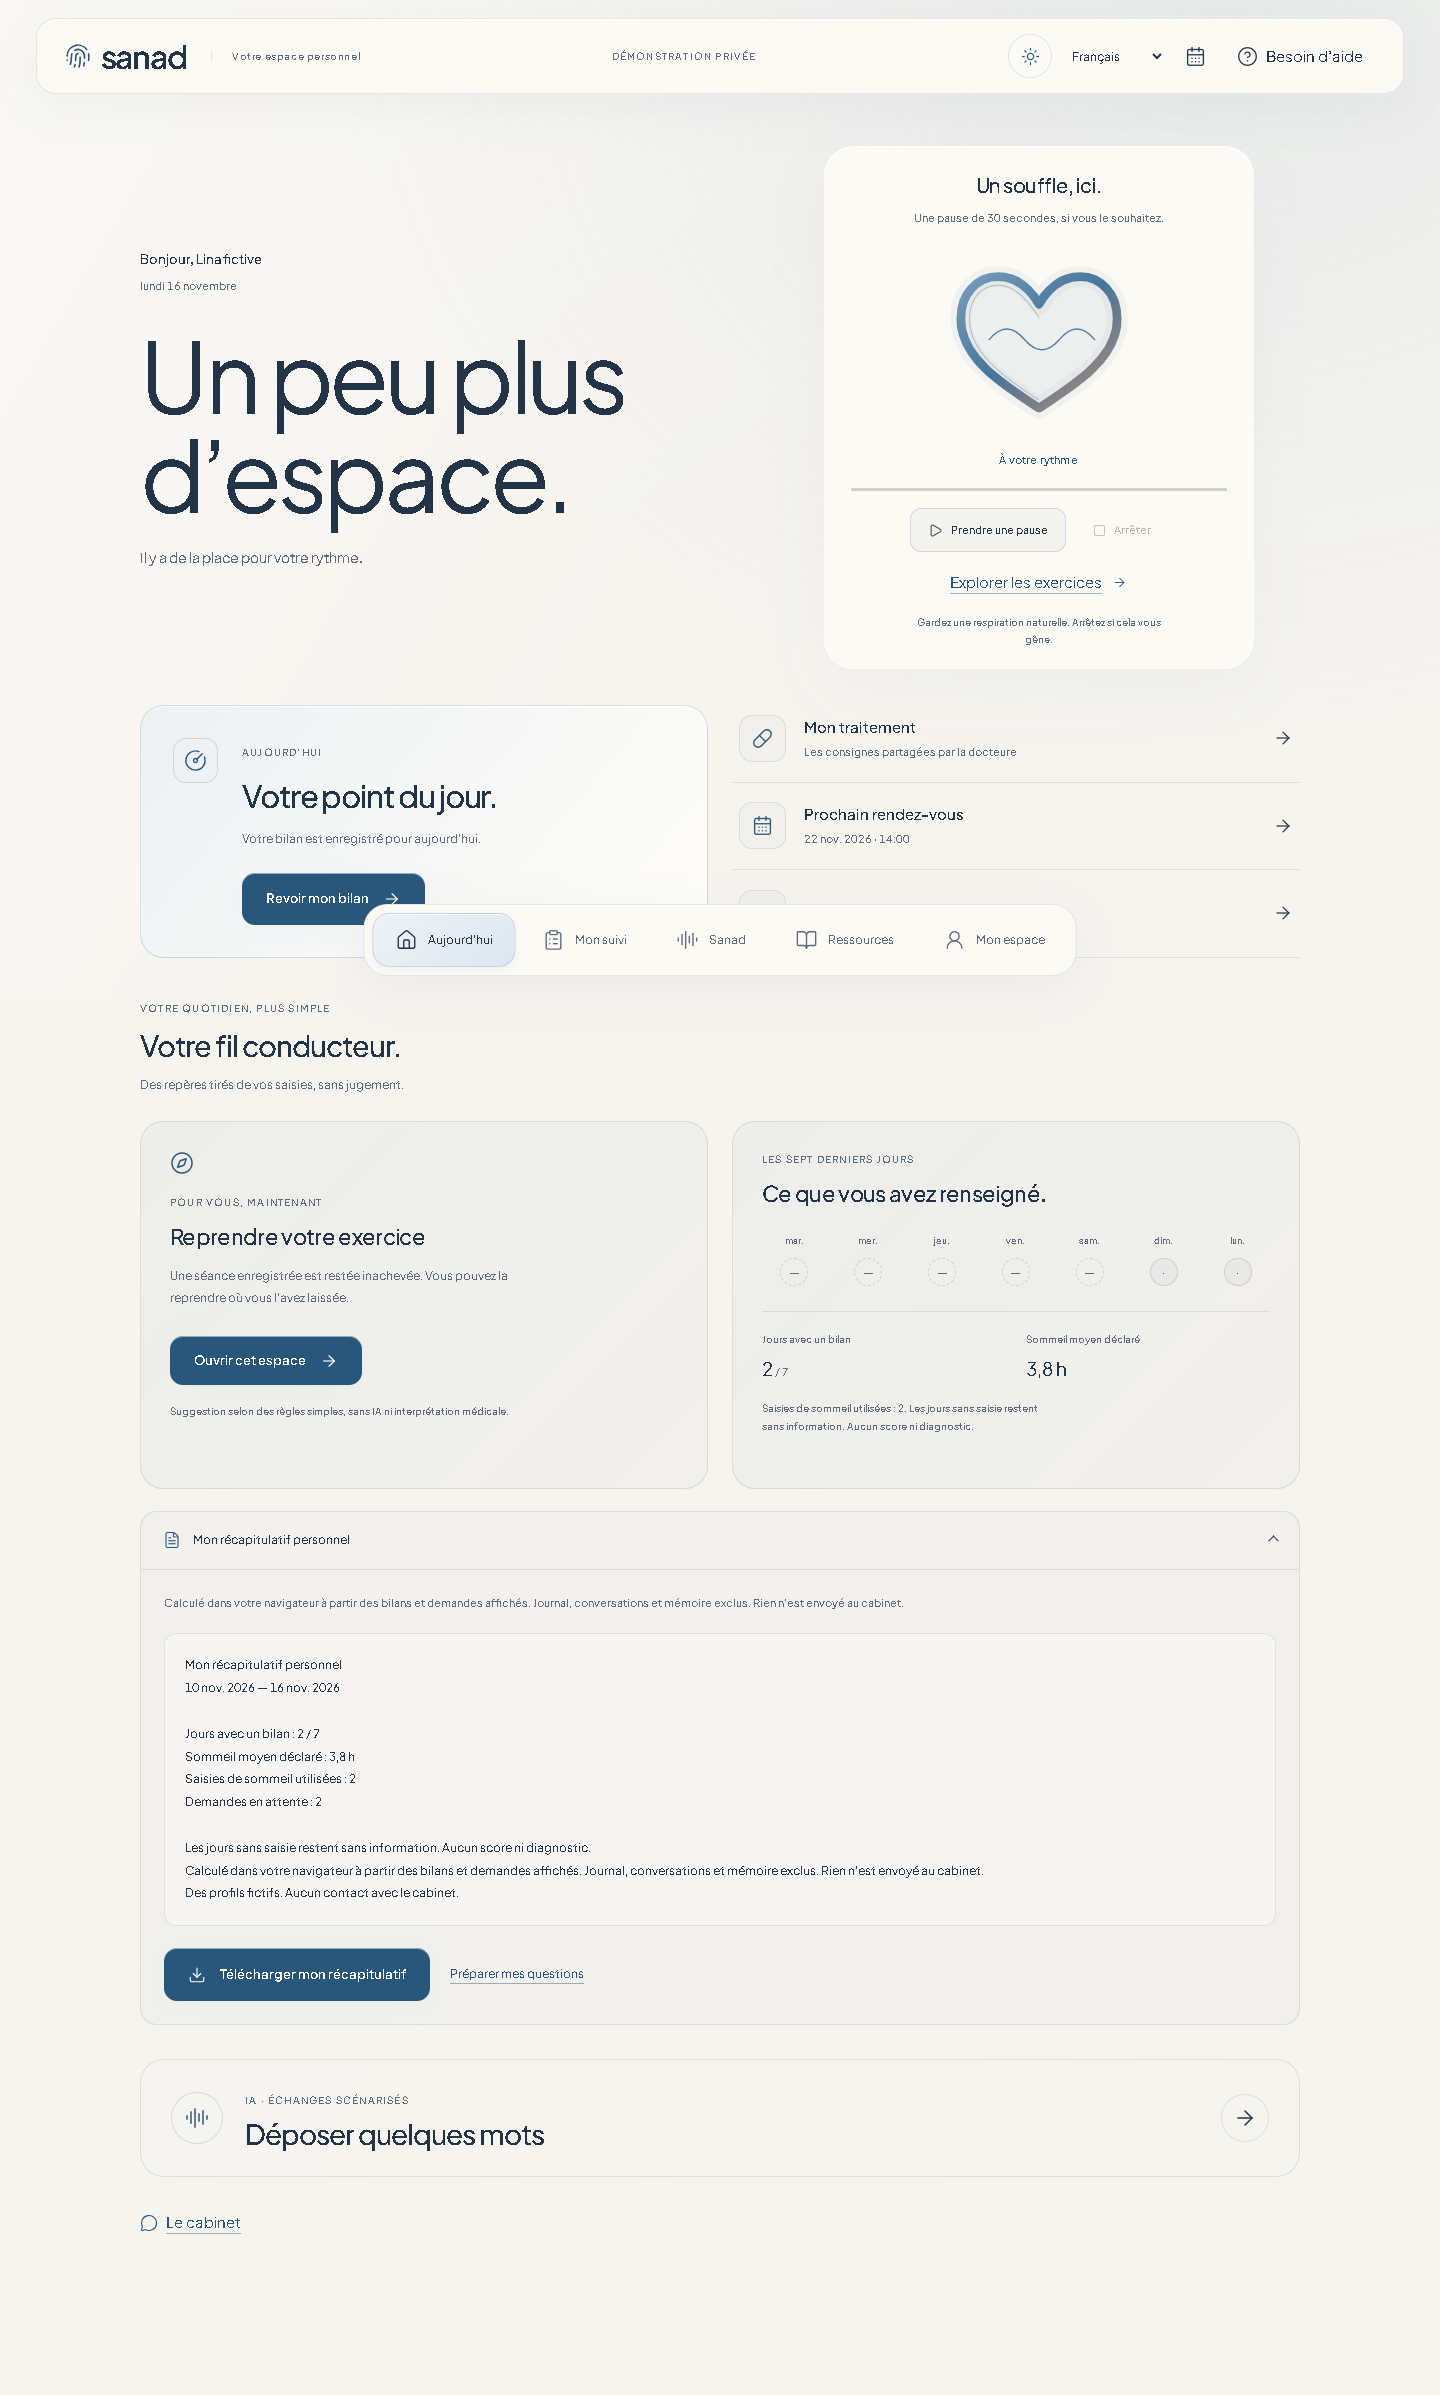 sanad
Votre espace personnel
DÉMONSTRATION PRIVÉE
Français
Besoin d’aide
Bonjour, Lina fictive
lundi 16 novembre
Un peu plus
d’espace.
Il y a de la place pour votre rythme.
Un souffle, ici.
Une pause de 30 secondes, si vous le souhaitez.
À votre rythme
Prendre une pause
Arrêter
Explorer les exercices
Gardez une respiration naturelle. Arrêtez si cela vous
gêne.
AUJOURD'HUI
Votre point du jour.
Votre bilan est enregistré pour aujourd'hui.
Revoir mon bilan
Mon traitement
Les consignes partagées par la docteure
Prochain rendez-vous
22 nov. 2026 · 14:00
Aujourd'hui
Mon suivi
Sanad
Ressources
Mon espace
VOTRE QUOTIDIEN, PLUS SIMPLE
Votre fil conducteur.
Des repères tirés de vos saisies, sans jugement.
POUR VOUS, MAINTENANT
Reprendre votre exercice
Une séance enregistrée est restée inachevée. Vous pouvez la
reprendre où vous l'avez laissée.
Ouvrir cet espace
Suggestion selon des règles simples, sans IA ni interprétation médicale.
LES SEPT DERNIERS JOURS
Ce que vous avez renseigné.
mar. mer. jeu. ven. sam. dim. lun.
— — — — — · ·
Jours avec un bilan
2 / 7
Sommeil moyen déclaré
3,8 h
Saisies de sommeil utilisées : 2. Les jours sans saisie restent
sans information. Aucun score ni diagnostic.
Mon récapitulatif personnel
Calculé dans votre navigateur à partir des bilans et demandes affichés. Journal, conversations et mémoire exclus. Rien n'est envoyé au cabinet.
Mon récapitulatif personnel
10 nov. 2026 — 16 nov. 2026
Jours avec un bilan : 2 / 7
Sommeil moyen déclaré : 3,8 h
Saisies de sommeil utilisées : 2
Demandes en attente : 2
Les jours sans saisie restent sans information. Aucun score ni diagnostic.
Calculé dans votre navigateur à partir des bilans et demandes affichés. Journal, conversations et mémoire exclus. Rien n'est envoyé au cabinet.
Des profils fictifs. Aucun contact avec le cabinet.
Télécharger mon récapitulatif
Préparer mes questions
IA · ÉCHANGES SCÉNARISÉS
Déposer quelques mots
Le cabinet